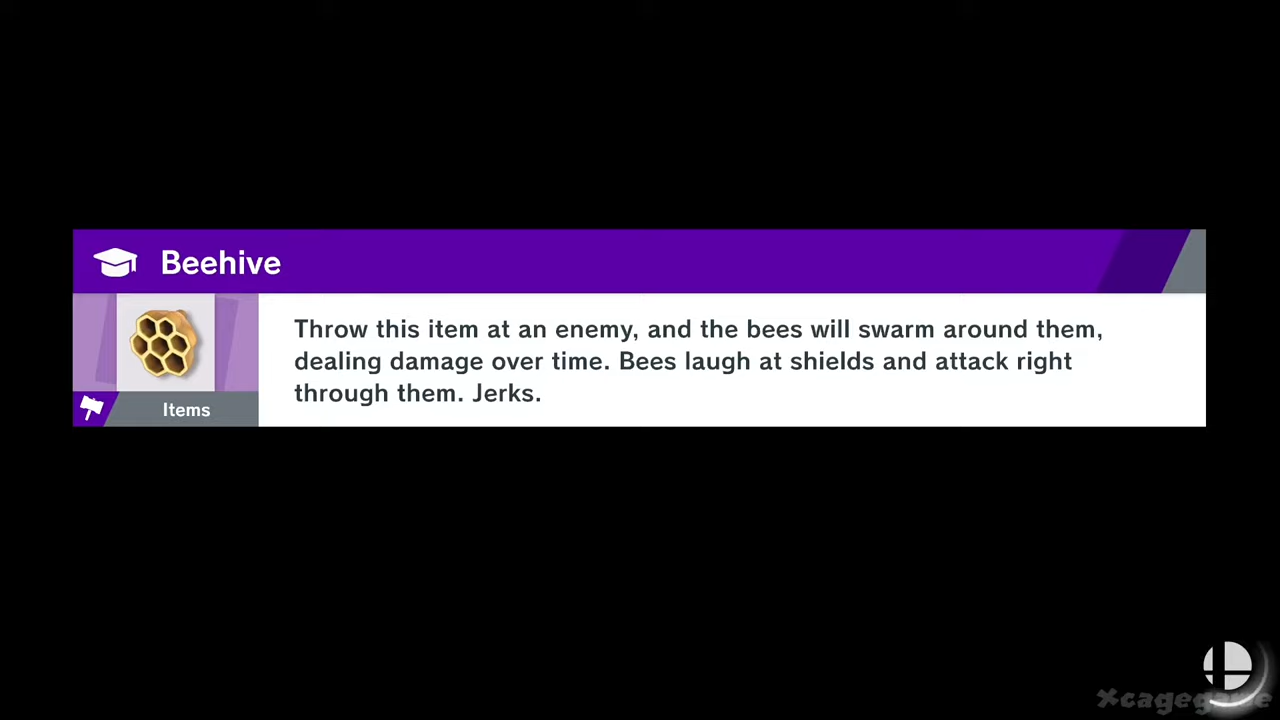 Beehive
Throw this item at an enemy, and the bees will swarm around them,
dealing damage over time. Bees laugh at shields and attack right
through them. Jerks.
Items
Xcagegame